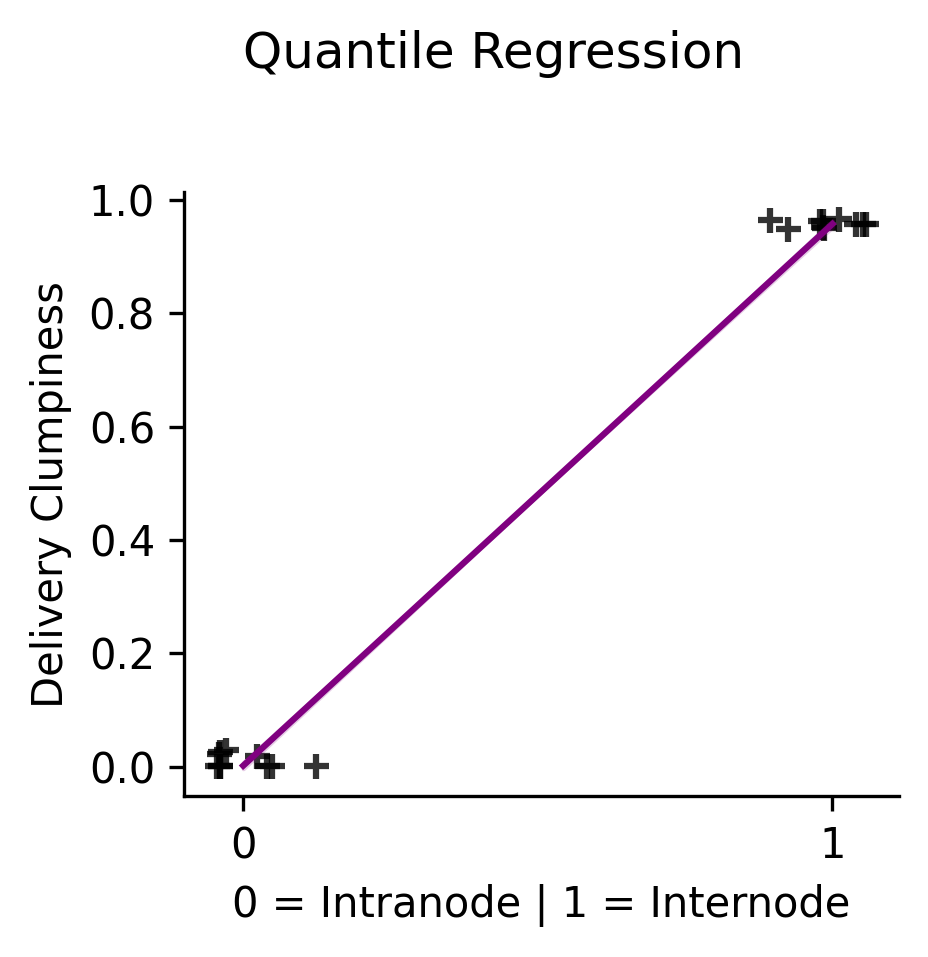 Quantile Regression
1.0
0.8
0.6
0.4
0.2
0.0
Delivery Clumpiness
0 1
0 = Intranode | 1 = Internode